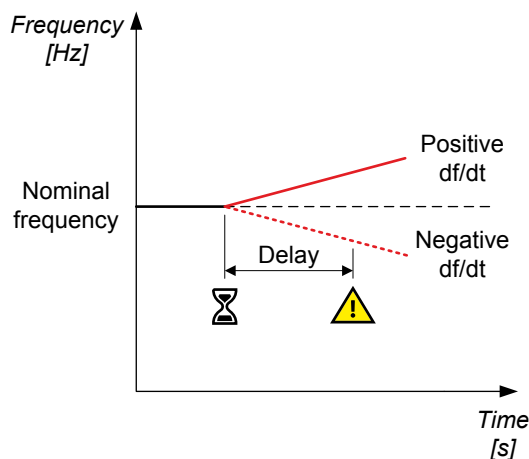 Frequency
[Hz]
Positive
df/dt
Nominal
frequency
Negative
df/dt
Delay
!
Time
[s]